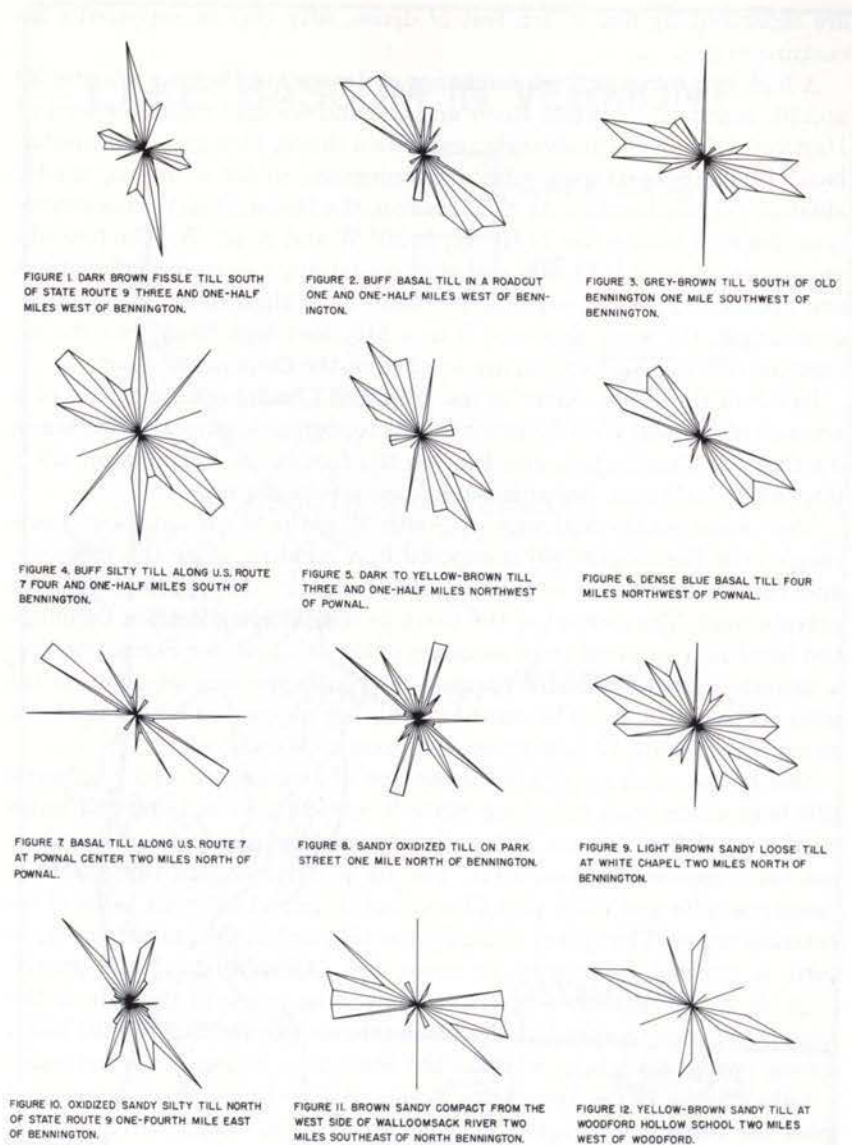 FIGURE 1. DARK BROWN FISSLE TILL SOUTH
OF STATE ROUTE 9 THREE AND ONE-HALF
MILES WEST OF BENNINGTON.
FIGURE 2. BUFF BASAL TILL IN A ROADCUT
ONE AND ONE-HALF MILES WEST OF BENN-
INGTON.
FIGURE 3. GREY-BROWN TILL SOUTH OF OLD
BENNINGTON ONE MILE SOUTHWEST OF
BENNINGTON.
FIGURE 4. BUFF SILTY TILL ALONG U.S. ROUTE
7 FOUR AND ONE-HALF MILES SOUTH OF
BENNINGTON.
FIGURE 5. DARK TO YELLOW-BROWN TILL
THREE AND ONE-HALF MILES NORTHWEST
OF POWNAL.
FIGURE 6. DENSE BLUE BASAL TILL FOUR
MILES NORTHWEST OF POWNAL.
FIGURE 7. BASAL TILL ALONG U.S. ROUTE 7
AT POWNAL CENTER TWO MILES NORTH OF
POWNAL.
FIGURE 8. SANDY OXIDIZED TILL ON PARK
STREET ONE MILE NORTH OF BENNINGTON.
FIGURE 9. LIGHT BROWN SANDY LOOSE TILL
AT WHITE CHAPEL TWO MILES NORTH OF
BENNINGTON.
FIGURE 10. OXIDIZED SANDY SILTY TILL NORTH
OF STATE ROUTE 9 ONE-FOURTH MILE EAST
OF BENNINGTON.
FIGURE 11. BROWN SANDY COMPACT FROM THE
WEST SIDE OF WALLOOMSACK RIVER TWO
MILES SOUTHEAST OF NORTH BENNINGTON.
FIGURE 12. YELLOW-BROWN SANDY TILL AT
WOODFORD HOLLOW SCHOOL TWO MILES
WEST OF WOODFORD.